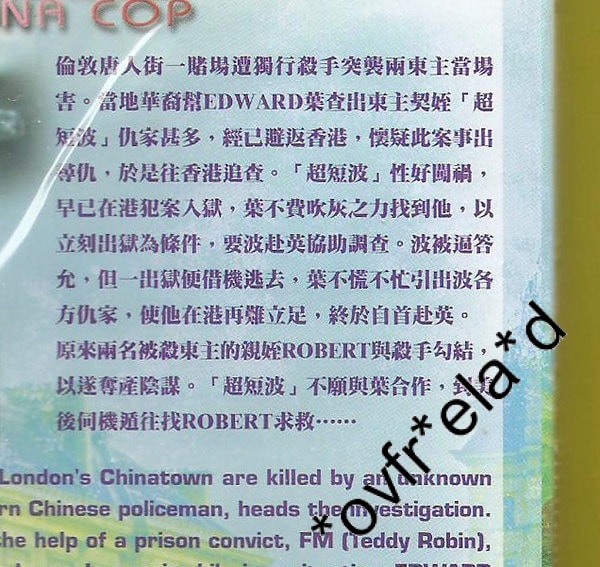 NA COP
倫敦唐人街一賭場遭獨行殺手突襲兩東主當場
害。當地華裔幫EDWARD葉查出東主契姪「超
短波」仇家甚多，經已避返香港，懷疑此案事出
尋仇，於是往香港追查。「超短波」性好闖禍，
早已在港犯案入獄，葉不費吹灰之力找到他，以
立刻出獄為條件，要波赴英協助調查。波被逼答
允，但一出獄便借機逃去，葉不慌不忙引出波各
方仇家，使他在港再難立足，終於自首赴英。
原來兩名被殺東主的親姪ROBERT與殺手勾結，
以遂奪產陰謀。「超短波」不願與葉合作，到
後伺機遁往找ROBERT求救……
London's Chinatown are killed by an unknown
rn Chinese policeman, heads the investigation.
the help of a prison convict, FM (Teddy Robin),
*ovfr*ela*d